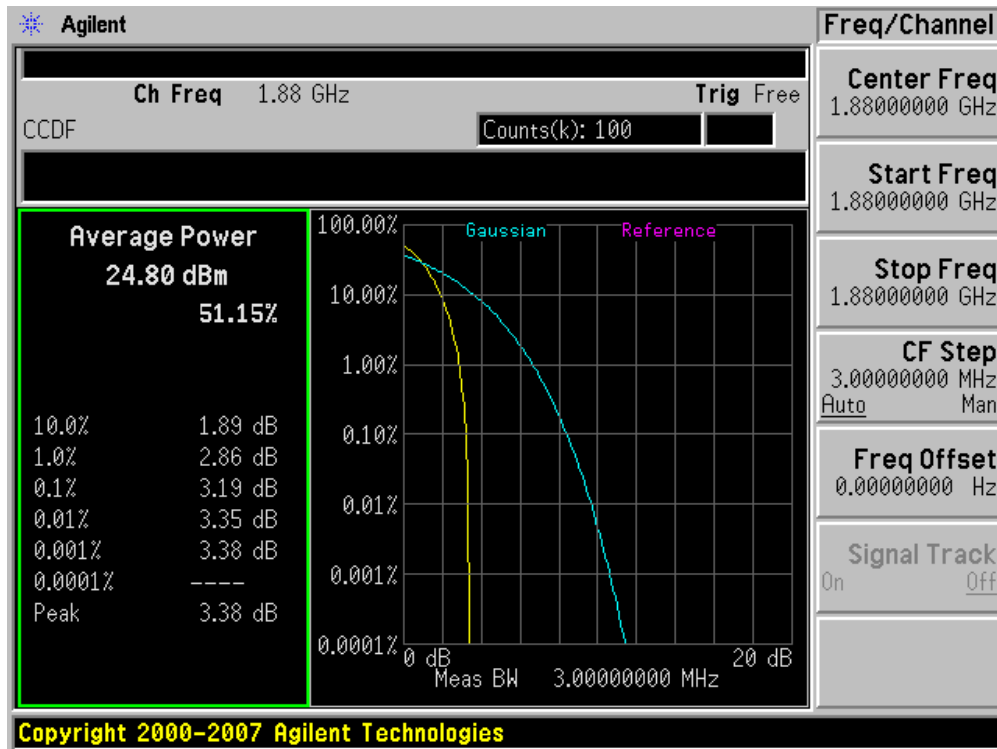 Agilent
Ch Freq 1.88 GHz Trig Free
CCDF Counts(k): 100
Average Power
24.80 dBm
51.15%
10.0% 1.89 dB
1.0% 2.86 dB
0.1% 3.19 dB
0.01% 3.35 dB
0.001% 3.38 dB
0.0001% ----
Peak 3.38 dB
Gaussian Reference
100.00%
10.00%
1.00%
0.10%
0.01%
0.001%
0.0001%
0 dB 20 dB
Meas BW 3.00000000 MHz
Freq/Channel
Center Freq
1.88000000 GHz
Start Freq
1.88000000 GHz
Stop Freq
1.88000000 GHz
CF Step
3.00000000 MHz
Auto Man
Freq Offset
0.00000000 Hz
Signal Track
On Off
Copyright 2000-2007 Agilent Technologies